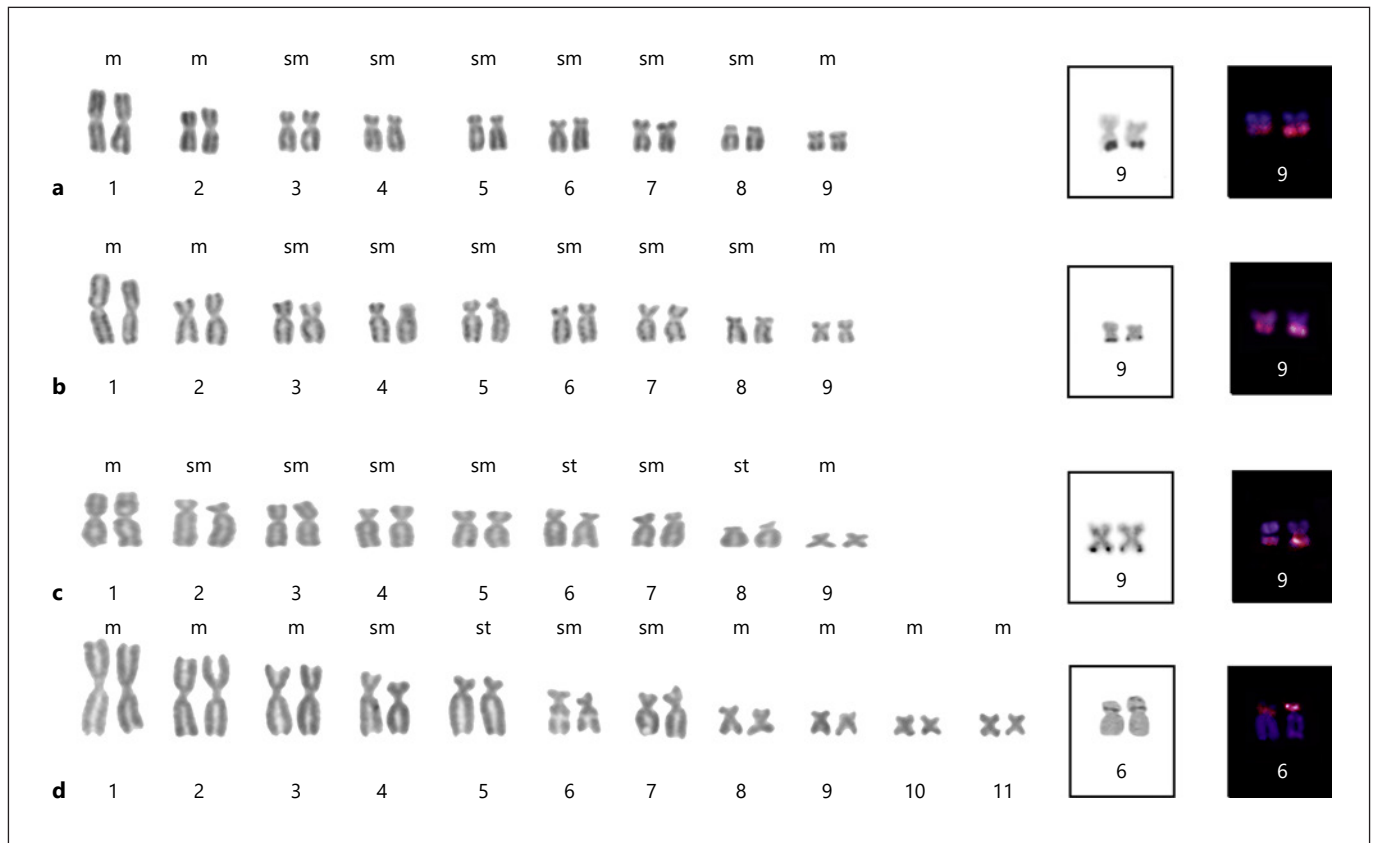 m m sm sm sm sm sm sm m
a 1 2 3 4 5 6 7 8 9 9 9
m m sm sm sm sm sm sm m
b 1 2 3 4 5 6 7 8 9 9 9
m sm sm sm sm st sm st m
c 1 2 3 4 5 6 7 8 9 9 9
m m m sm st sm sm m m m m
d 1 2 3 4 5 6 7 8 9 10 11 6 6